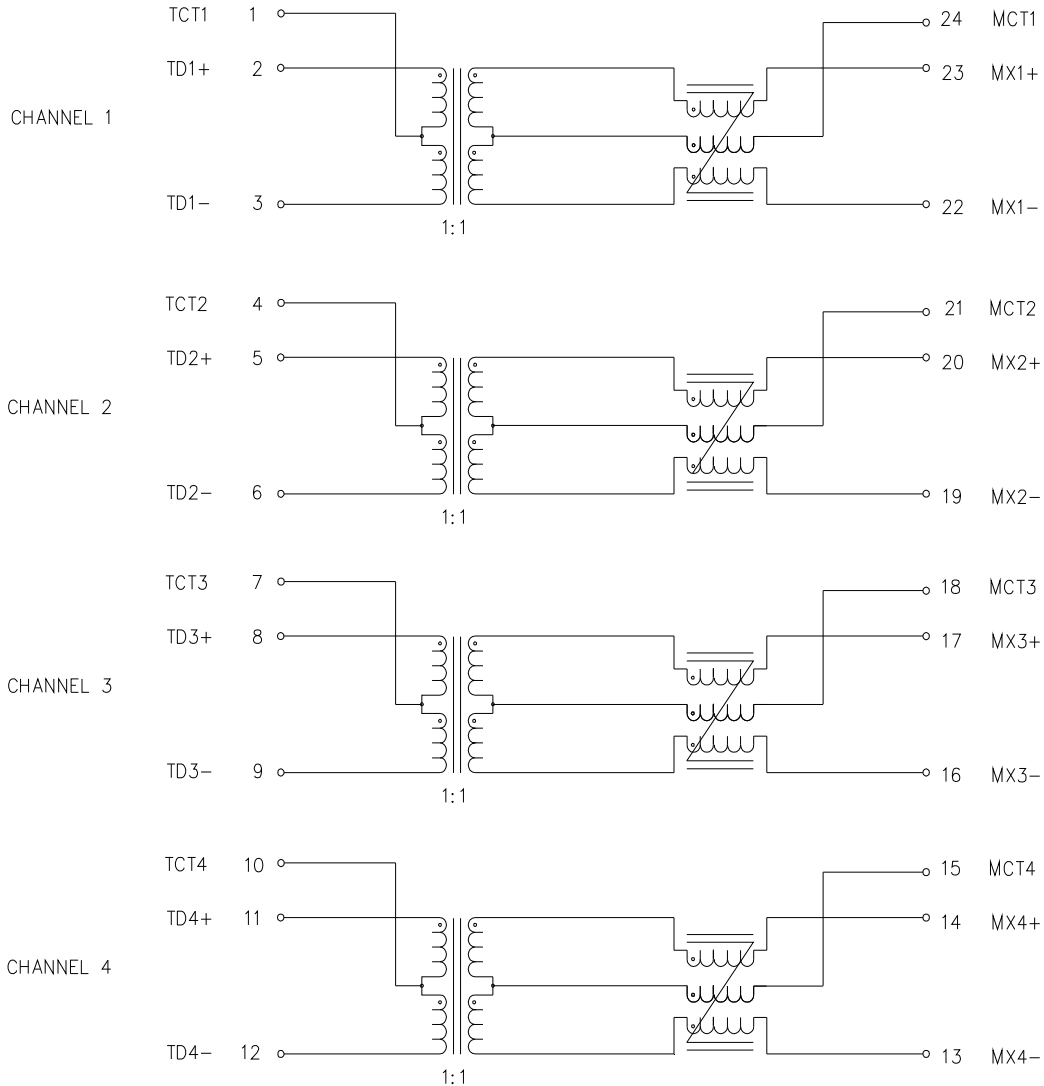 TCT1 1 24 MCT1
TD1+ 2 23 MX1+
CHANNEL 1
TD1- 3 22 MX1-
1:1
TCT2 4 21 MCT2
TD2+ 5 20 MX2+
CHANNEL 2
TD2- 6 19 MX2-
1:1
TCT3 7 18 MCT3
TD3+ 8 17 MX3+
CHANNEL 3
TD3- 9 16 MX3-
1:1
TCT4 10 15 MCT4
TD4+ 11 14 MX4+
CHANNEL 4
TD4- 12 13 MX4-
1:1